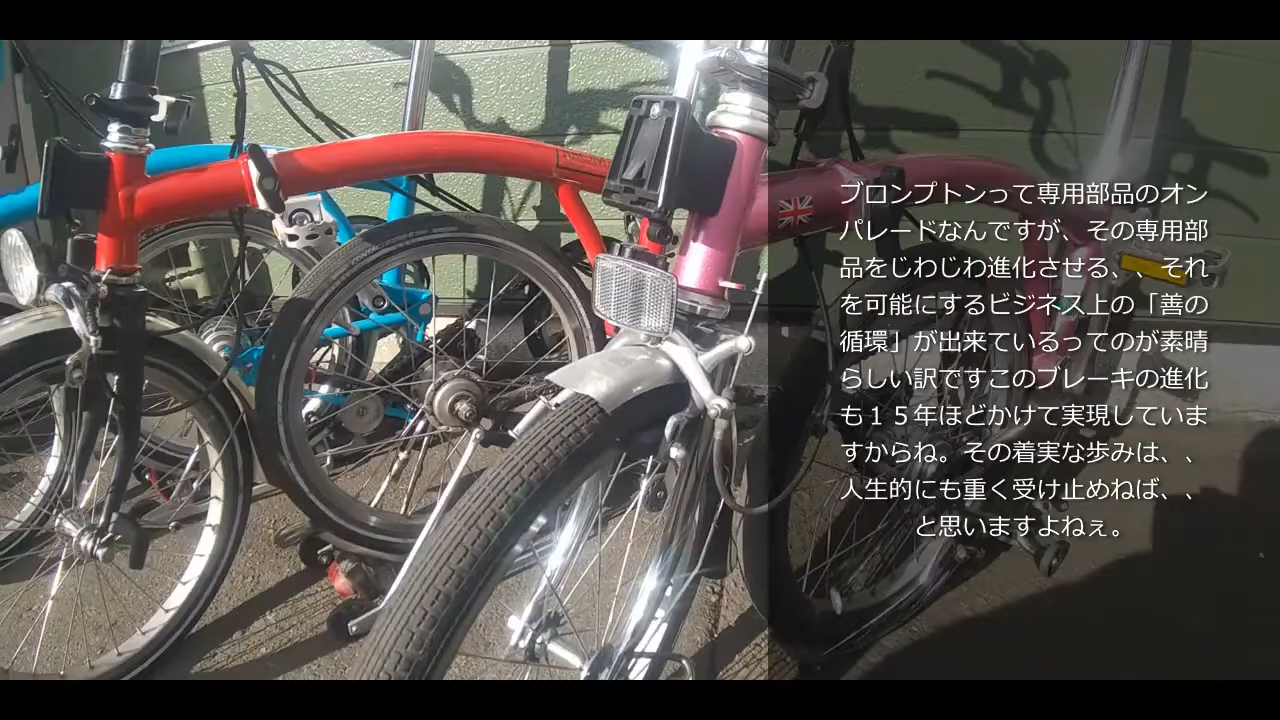 ブロンプトンって専用部品のオン
パレードなんですが、その専用部
品をじわじわ進化させる、、それ
を可能にするビジネス上の「善の
循環」が出来ているってのが素晴
らしい訳ですこのブレーキの進化
も１５年ほどかけて実現していま
すからね。その着実な歩みは、、
人生的にも重く受け止めねば、、
と思いますよねぇ。